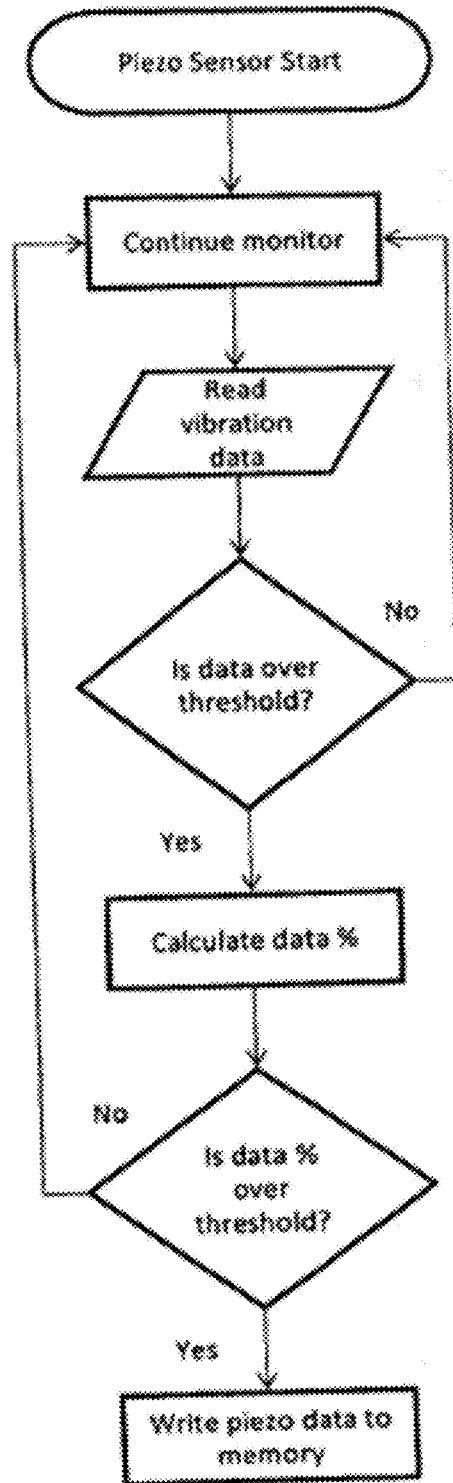 Piezo Sensor Start
Continue monitor
Read
vibration
data
No
Is data over
threshold?
Yes
Calculate data %
No
Is data %
over
threshold?
Yes
Write piezo data to
memory